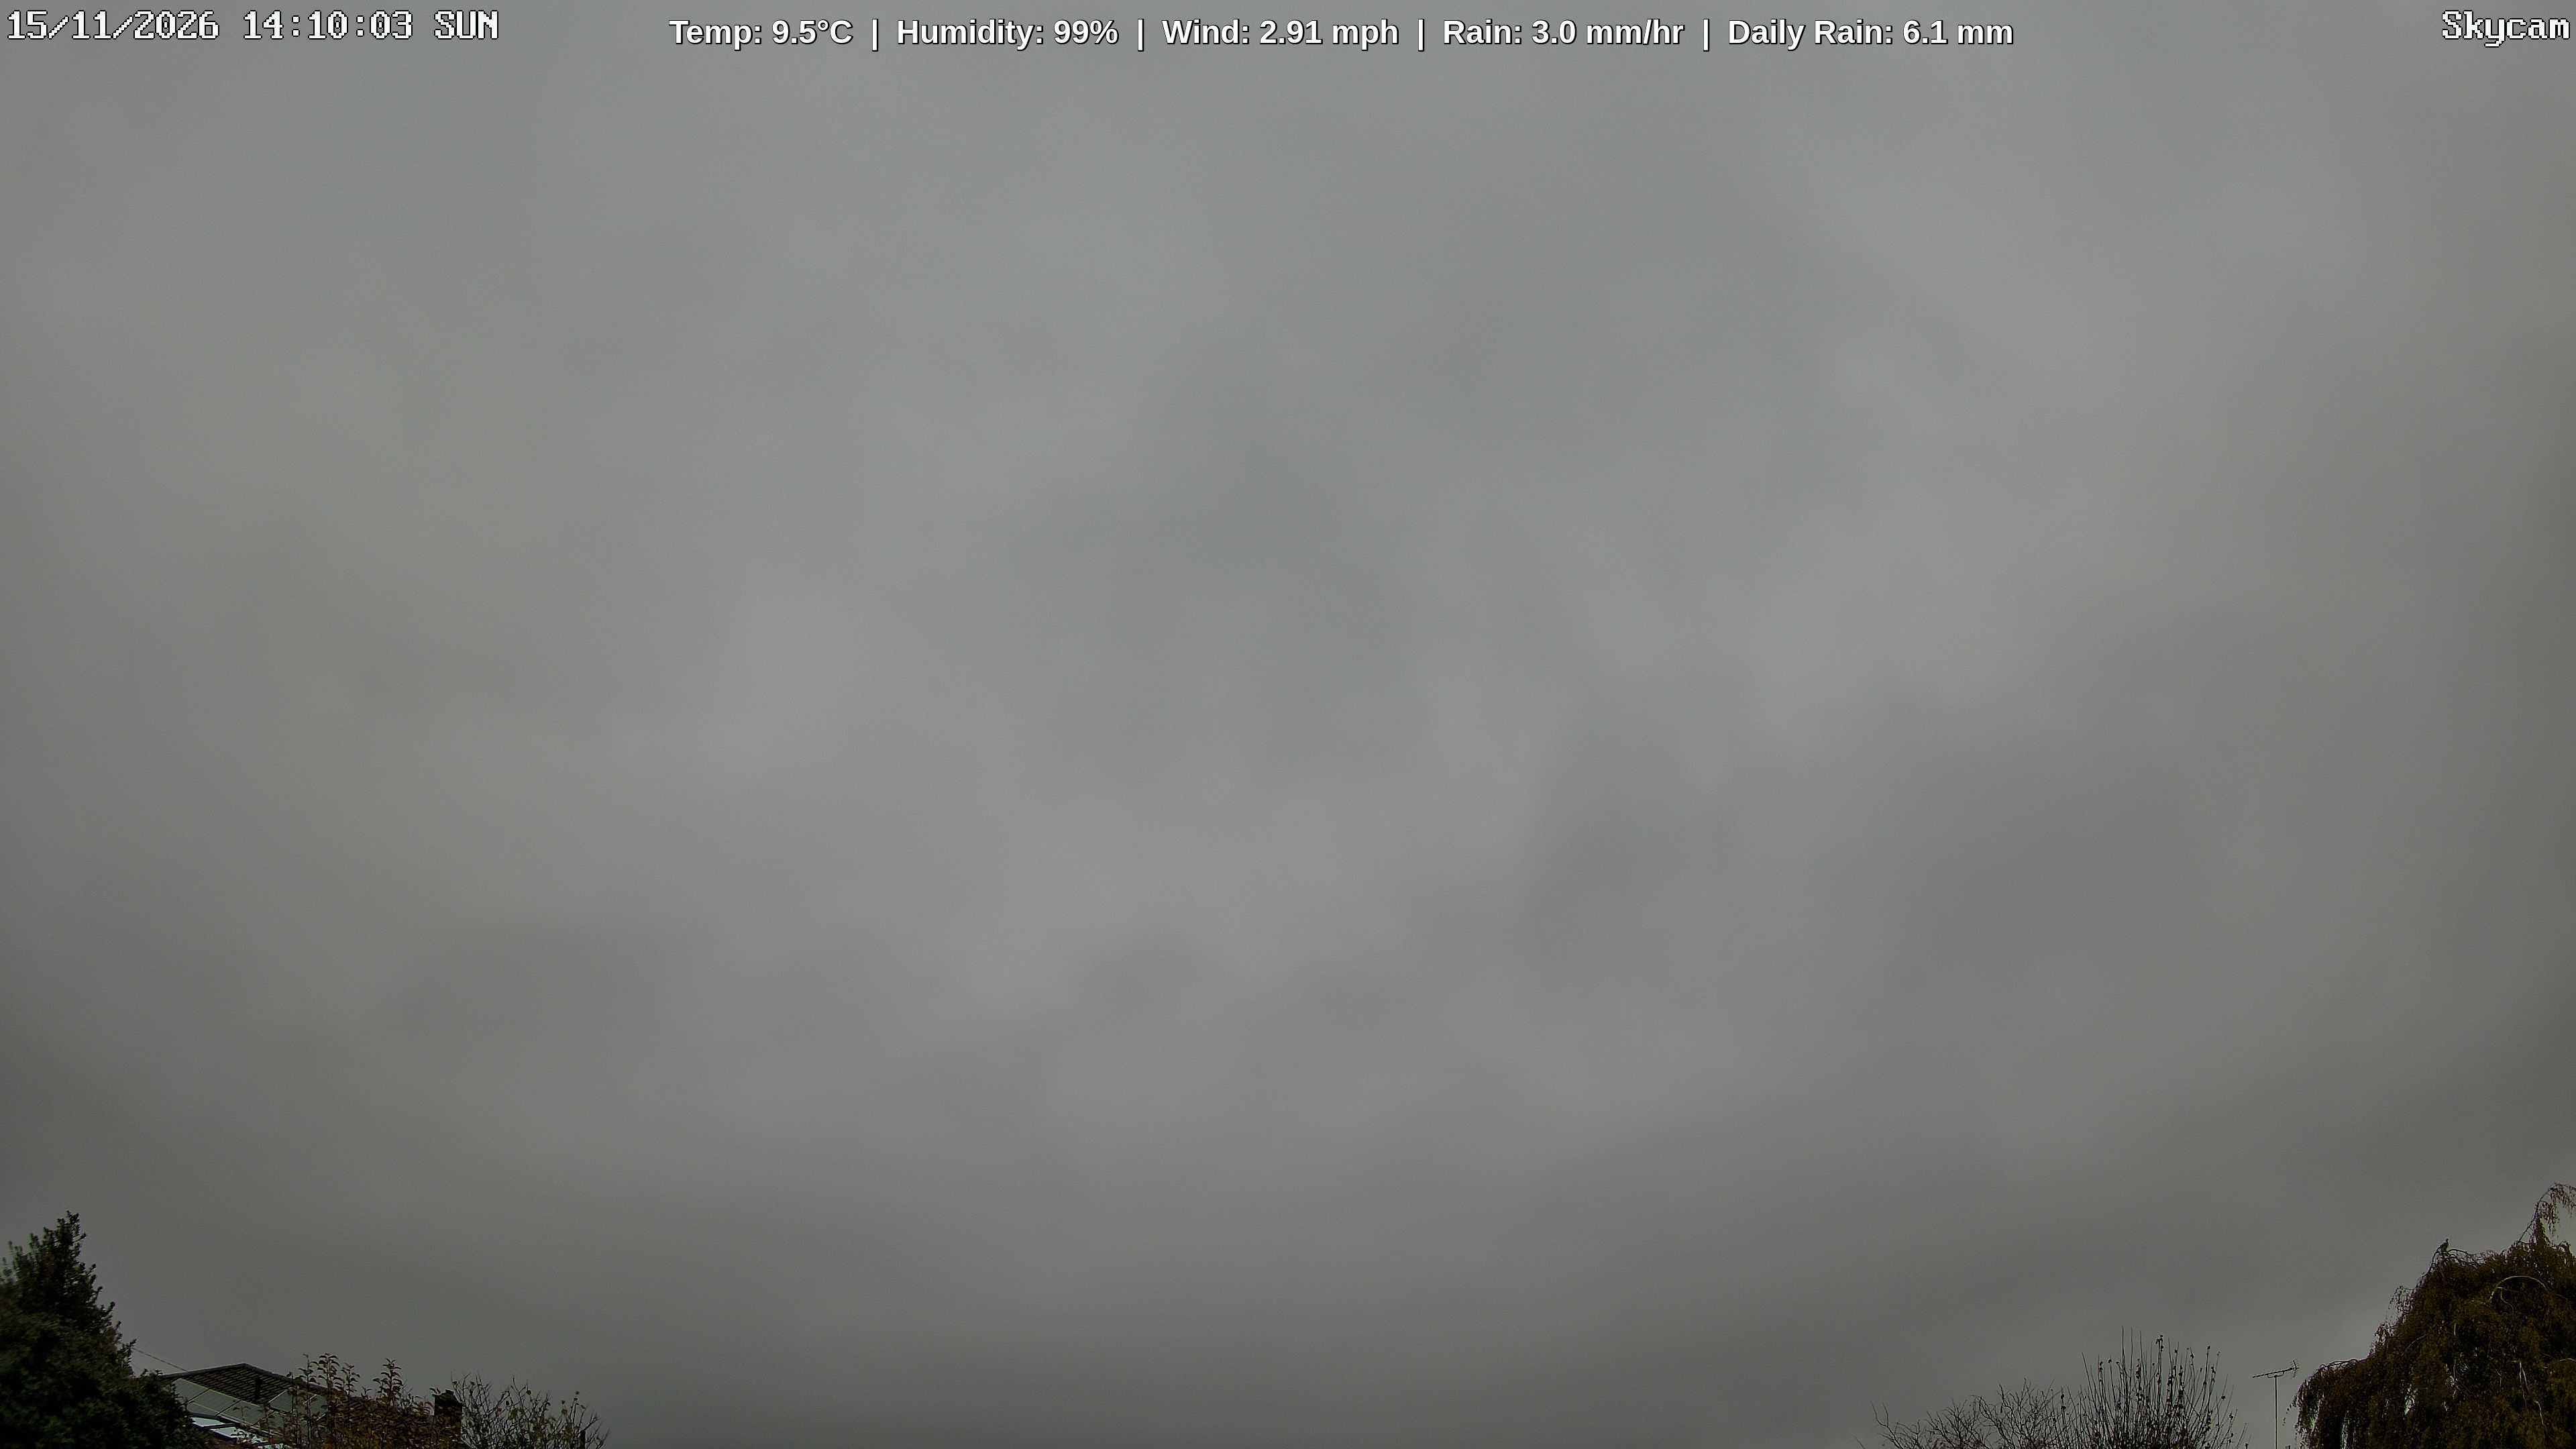 15/11/2026 14:10:03 SUN
Temp: 9.5°C | Humidity: 99% | Wind: 2.91 mph | Rain: 3.0 mm/hr | Daily Rain: 6.1 mm
Skycam